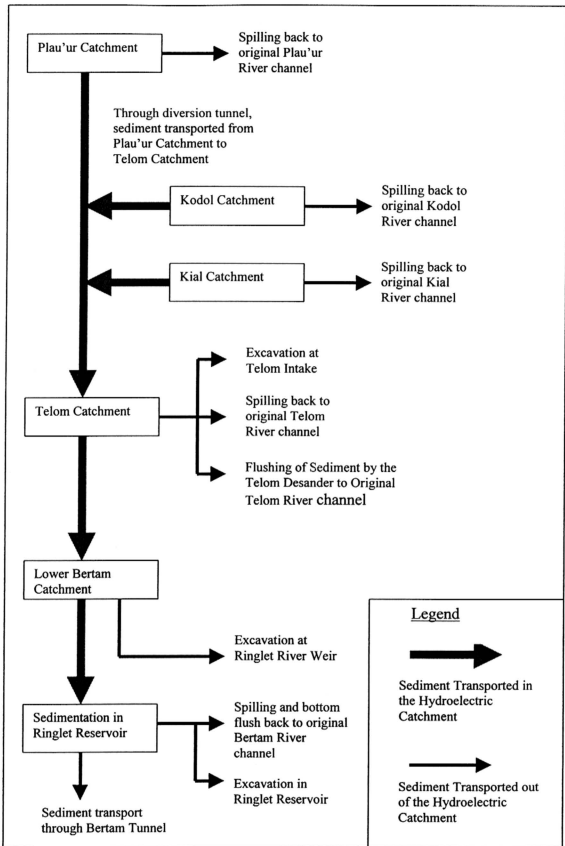 Plau'ur Catchment
Spilling back to
original Plau'ur
River channel
Through diversion tunnel,
sediment transported from
Plau'ur Catchment to
Telom Catchment
Kodol Catchment
Spilling back to
original Kodol
River channel
Kial Catchment
Spilling back to
original Kial
River channel
Excavation at
Telom Intake
Telom Catchment
Spilling back to
original Telom
River channel
Flushing of Sediment by the
Telom Desander to Original
Telom River channel
Lower Bertam
Catchment
Excavation at
Ringlet River Weir
Sedimentation in
Ringlet Reservoir
Spilling and bottom
flush back to original
Bertam River
channel
Excavation in
Ringlet Reservoir
Sediment transport
through Bertam Tunnel
Legend
Sediment Transported in
the Hydroelectric
Catchment
Sediment Transported out
of the Hydroelectric
Catchment